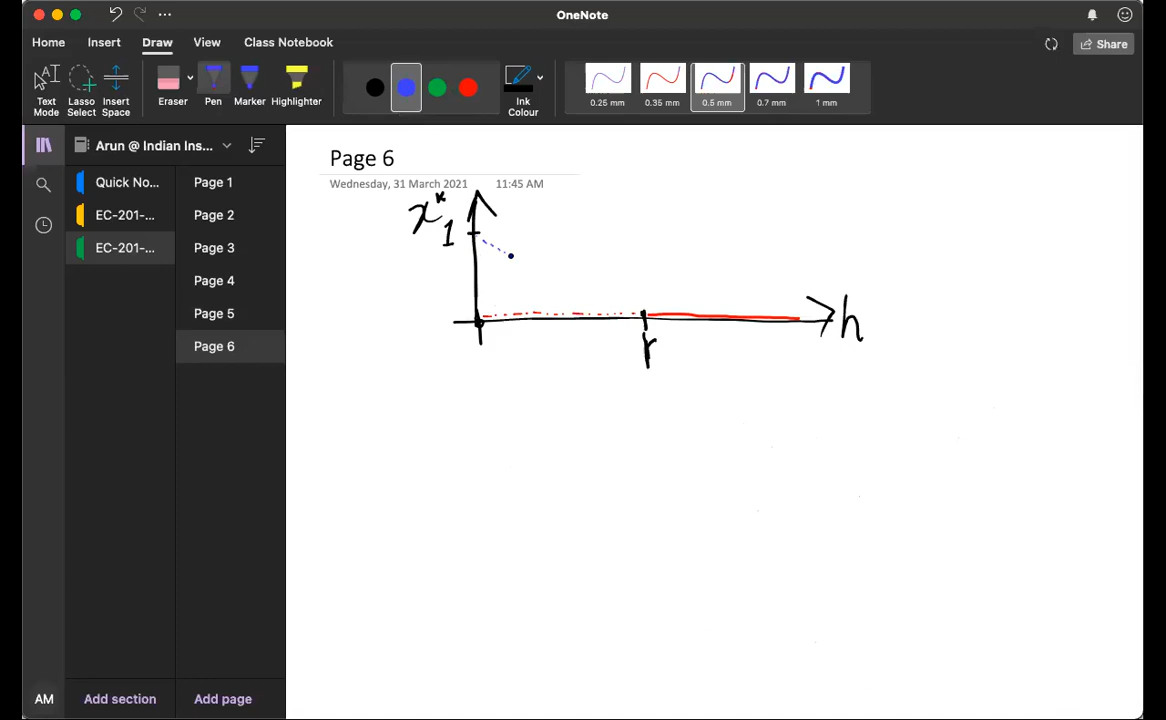 OneNote
Home Insert Draw View Class Notebook
Share
Text Mode
Lasso Select
Insert Space
Eraser
Pen
Marker
Highlighter
Ink Colour
0.25 mm
0.35 mm
0.5 mm
0.7 mm
1 mm
Arun @ Indian Ins...
Quick No...
EC-201-...
EC-201-...
Page 1
Page 2
Page 3
Page 4
Page 5
Page 6
Page 6
Wednesday, 31 March 2021 11:45 AM
x*
1
h
r
AM
Add section
Add page